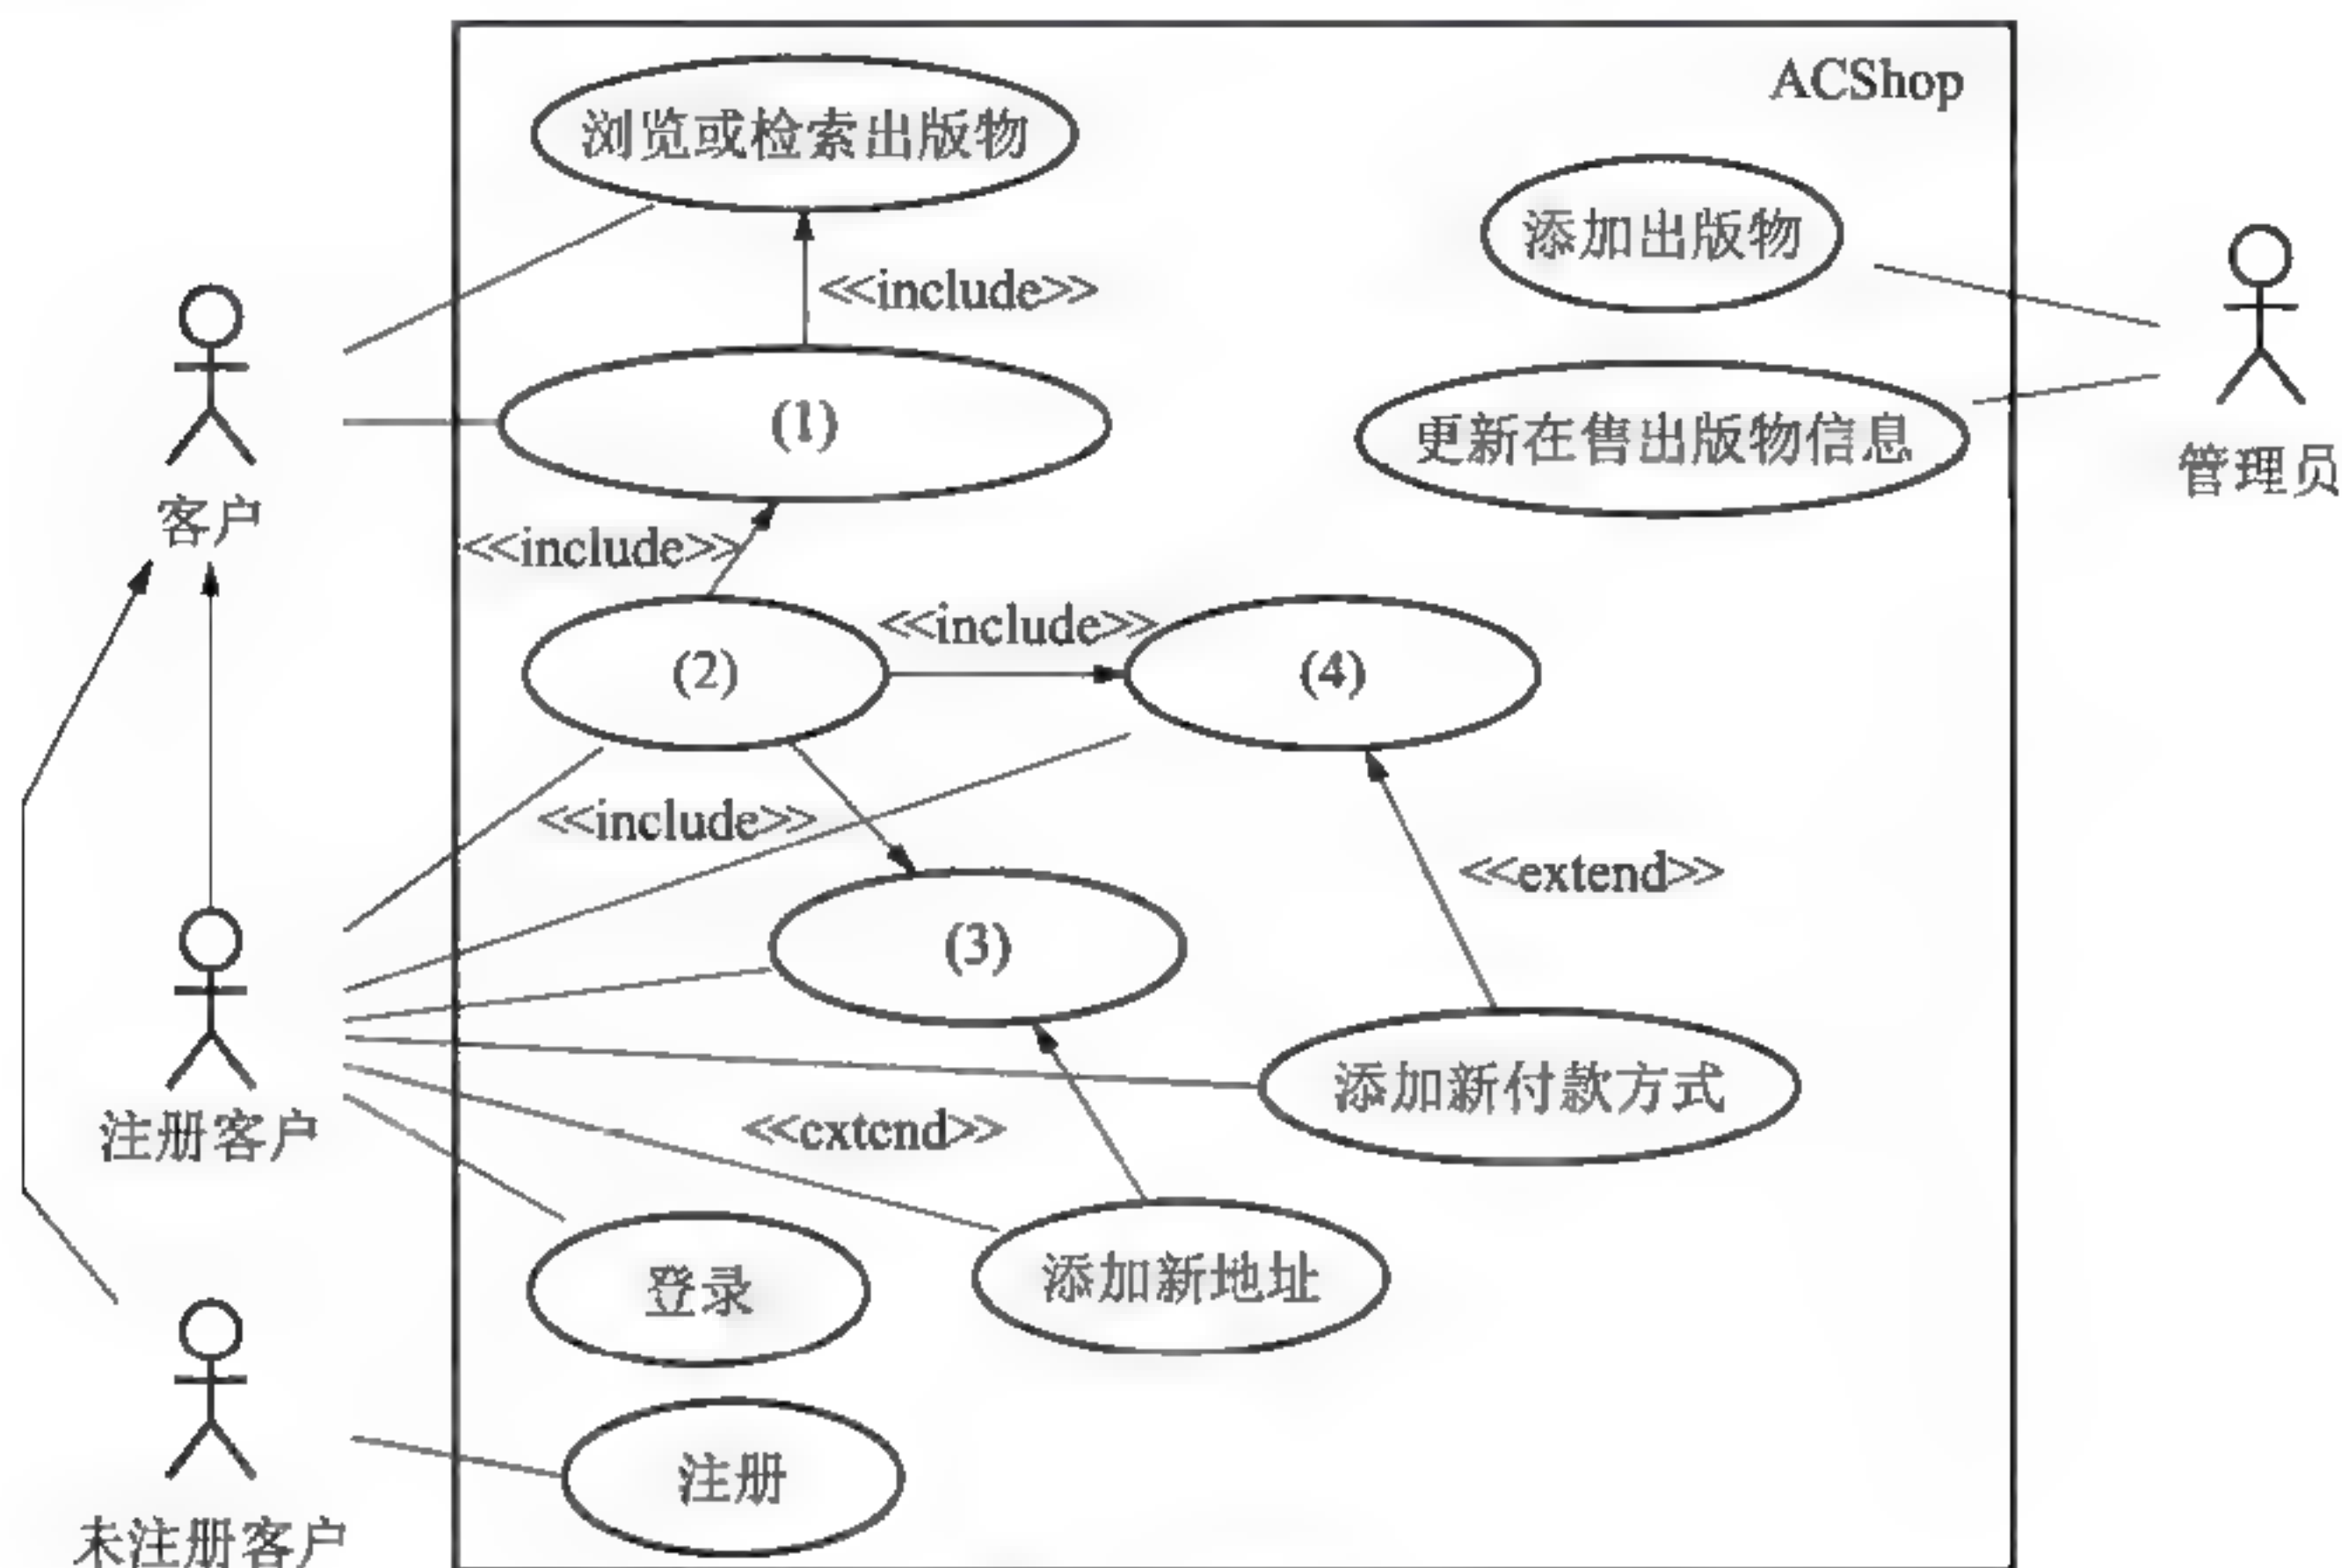 ACShop
浏览或检索出版物
添加出版物
<<include>>
(1)
更新在售出版物信息
管理员
客户
<<include>>
<<include>>
(2)
(4)
<<include>>
<<extend>>
(3)
添加新付款方式
注册客户
<<extend>>
登录
添加新地址
注册
未注册客户